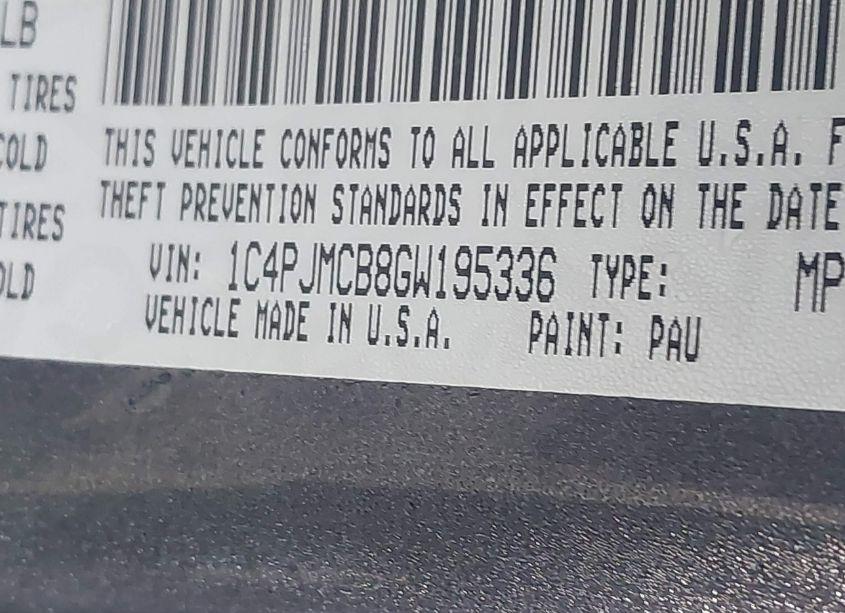 LB
TIRES
COLD
THIS VEHICLE CONFORMS TO ALL APPLICABLE U.S.A. F
THEFT PREVENTION STANDARDS IN EFFECT ON THE DATE
TIRES
VIN: 1C4PJMCB8GW195336 TYPE: MP
OLD
VEHICLE MADE IN U.S.A. PAINT: PAU